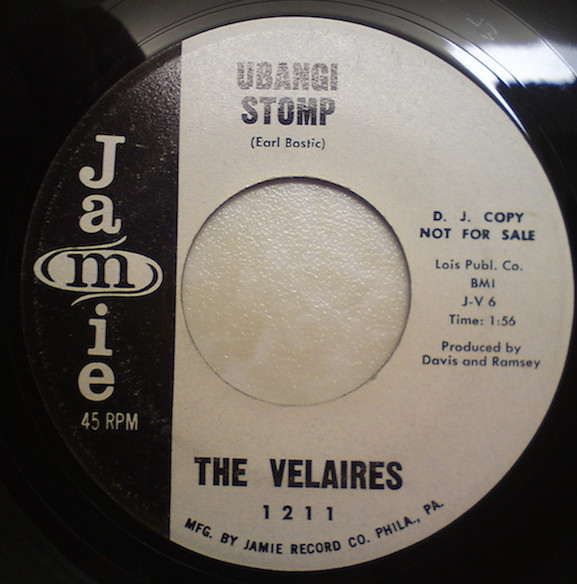 UBANGI
STOMP
(Earl Bostic)
Jamie
45 RPM
D. J. COPY
NOT FOR SALE
Lois Publ. Co.
BMI
J-V 6
Time: 1:56
Produced by
Davis and Ramsey
THE VELAIRES
1211
MFG. BY JAMIE RECORD CO. PHILA., PA.